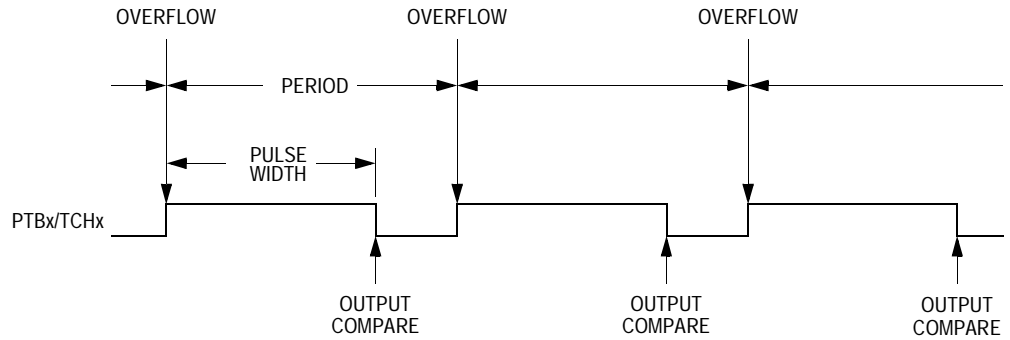 OVERFLOW
OVERFLOW
OVERFLOW
PERIOD
PULSE
WIDTH
PTBx/TCHx
OUTPUT
COMPARE
OUTPUT
COMPARE
OUTPUT
COMPARE